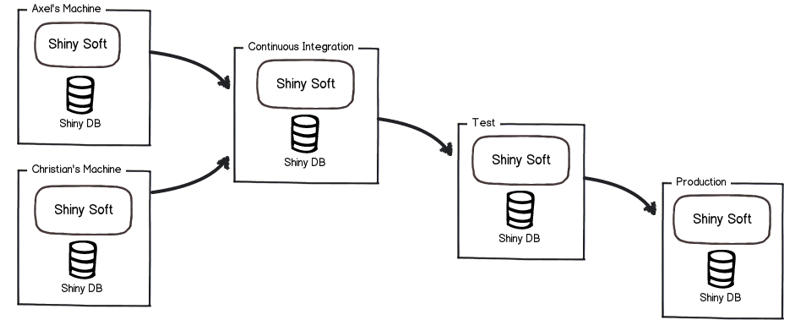 Axel's Machine
Shiny Soft
Shiny DB
Christian's Machine
Shiny Soft
Shiny DB
Continuous Integration
Shiny Soft
Shiny DB
Test
Shiny Soft
Shiny DB
Production
Shiny Soft
Shiny DB